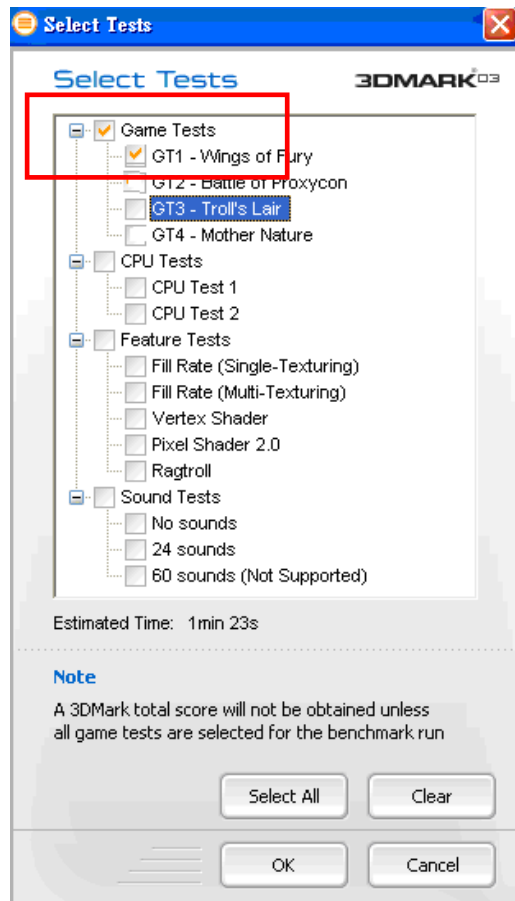 Select Tests
Select Tests 3DMARK®03
Game Tests
GT1 - Wings of Fury
GT2 - Battle of Proxycon
GT3 - Troll's Lair
GT4 - Mother Nature
CPU Tests
CPU Test 1
CPU Test 2
Feature Tests
Fill Rate (Single-Texturing)
Fill Rate (Multi-Texturing)
Vertex Shader
Pixel Shader 2.0
Ragtroll
Sound Tests
No sounds
24 sounds
60 sounds (Not Supported)
Estimated Time: 1min 23s
Note
A 3DMark total score will not be obtained unless
all game tests are selected for the benchmark run
Select All Clear
OK Cancel